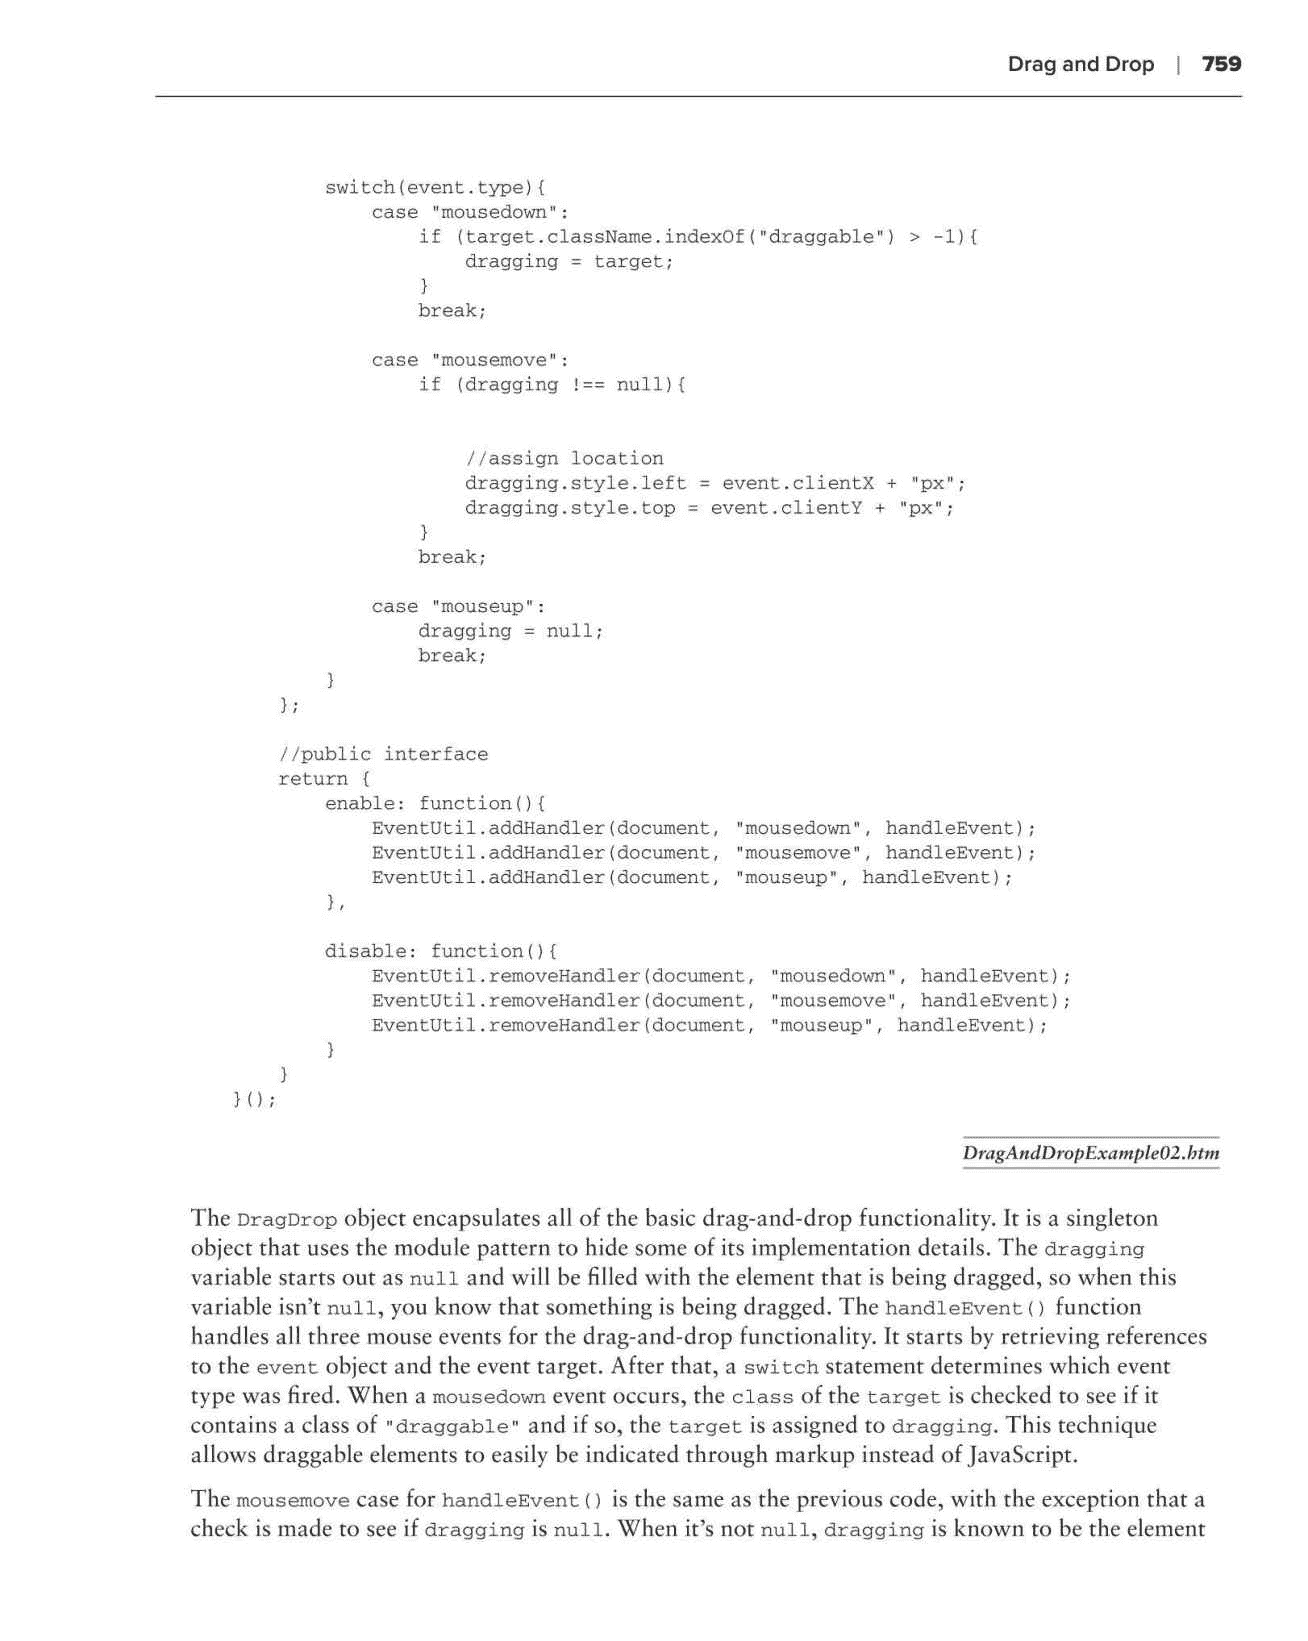 Drag and Drop | 759
switch(event.type){
case "mousedown":
if (target.className.indexOf("draggable") > -1){
dragging = target;
}
break;
case "mousemove":
if (dragging !== null){
//assign location
dragging.style.left = event.clientX + "px";
dragging.style.top = event.clientY + "px";
}
break;
case "mouseup":
dragging = null;
break;
}
};
//public interface
return {
enable: function(){
EventUtil.addHandler(document, "mousedown", handleEvent);
EventUtil.addHandler(document, "mousemove", handleEvent);
EventUtil.addHandler(document, "mouseup", handleEvent);
},
disable: function(){
EventUtil.removeHandler(document, "mousedown", handleEvent);
EventUtil.removeHandler(document, "mousemove", handleEvent);
EventUtil.removeHandler(document, "mouseup", handleEvent);
}
}
}();
DragAndDropExample02.htm
The DragDrop object encapsulates all of the basic drag-and-drop functionality. It is a singleton
object that uses the module pattern to hide some of its implementation details. The dragging
variable starts out as null and will be filled with the element that is being dragged, so when this
variable isn’t null, you know that something is being dragged. The handleEvent() function
handles all three mouse events for the drag-and-drop functionality. It starts by retrieving references
to the event object and the event target. After that, a switch statement determines which event
type was fired. When a mousedown event occurs, the class of the target is checked to see if it
contains a class of "draggable" and if so, the target is assigned to dragging. This technique
allows draggable elements to easily be indicated through markup instead of JavaScript.
The mousemove case for handleEvent() is the same as the previous code, with the exception that a
check is made to see if dragging is null. When it’s not null, dragging is known to be the element